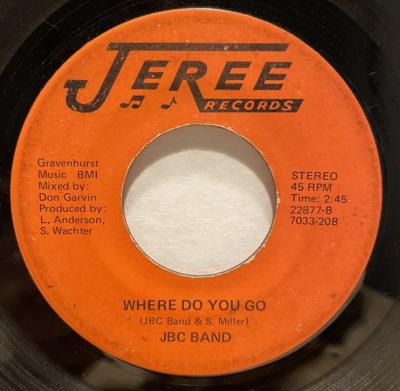 JEREE
RECORDS
Gravenhurst
Music BMI
Mixed by:
Don Garvin
Produced by:
L. Anderson,
S. Wachter
STEREO
45 RPM
Time: 2:45
22877-B
7033-20B
WHERE DO YOU GO
(JBC Band & S. Miller)
JBC BAND